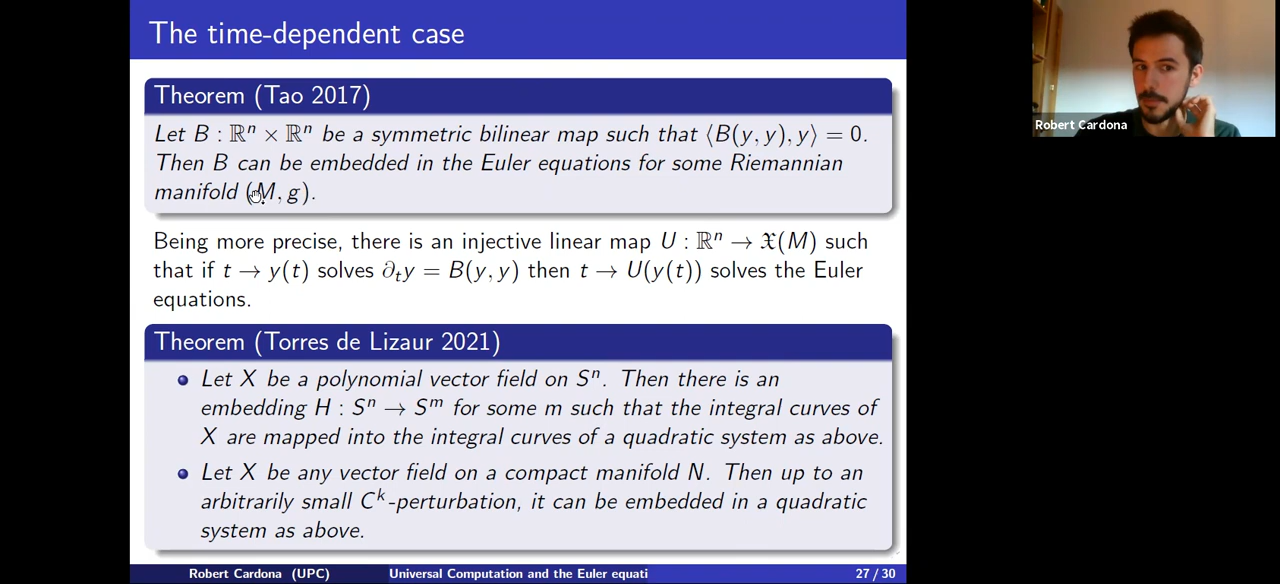 The time-dependent case
Theorem (Tao 2017)
Let B : ℝⁿ × ℝⁿ be a symmetric bilinear map such that ⟨B(y, y), y⟩ = 0.
Then B can be embedded in the Euler equations for some Riemannian
manifold (M, g).
Being more precise, there is an injective linear map U : ℝⁿ → 𝔛(M) such
that if t → y(t) solves ∂ₜy = B(y, y) then t → U(y(t)) solves the Euler
equations.
Theorem (Torres de Lizaur 2021)
Let X be a polynomial vector field on Sⁿ. Then there is an
embedding H : Sⁿ → Sᵐ for some m such that the integral curves of
X are mapped into the integral curves of a quadratic system as above.
Let X be any vector field on a compact manifold N. Then up to an
arbitrarily small Cᵏ-perturbation, it can be embedded in a quadratic
system as above.
Robert Cardona (UPC) Universal Computation and the Euler equati 27 / 30
Robert Cardona